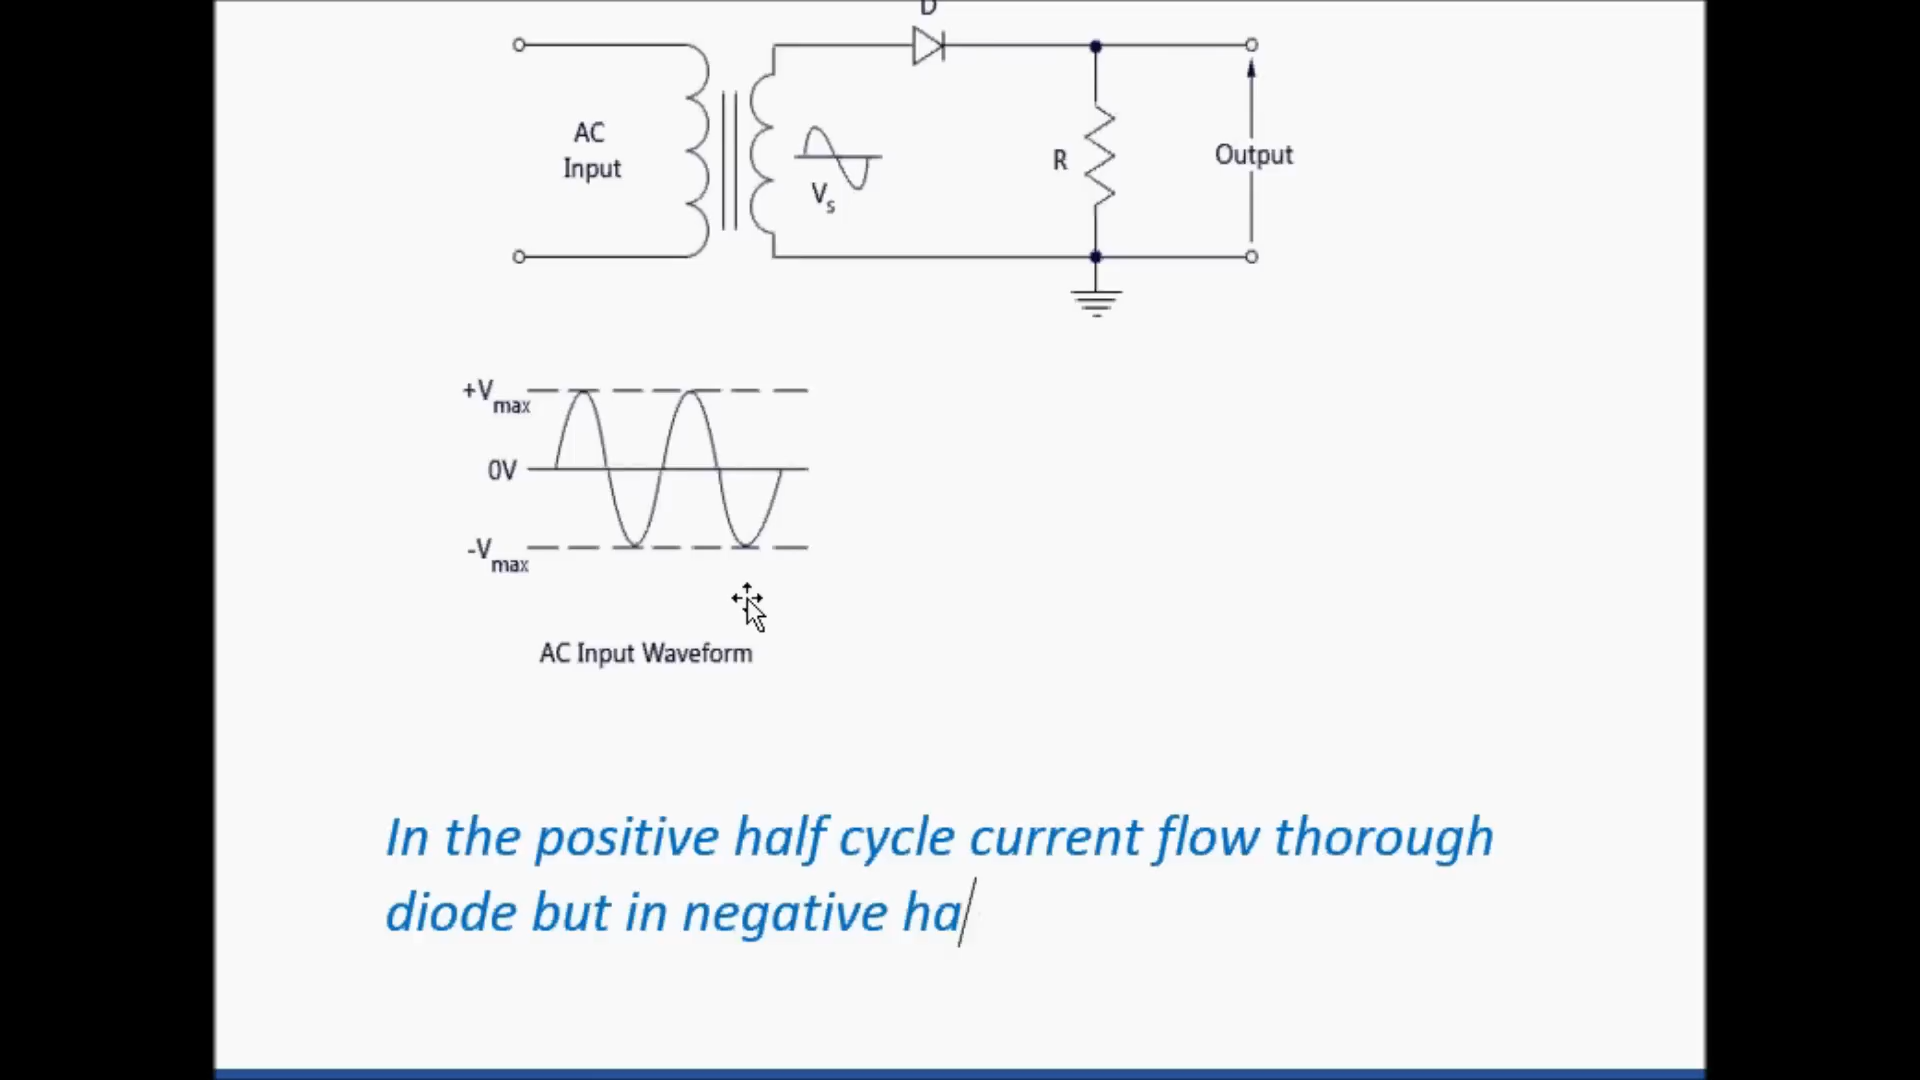 D
AC
Input
Vs
R
Output
+Vmax
0V
-Vmax
AC Input Waveform
In the positive half cycle current flow thorough
diode but in negative ha